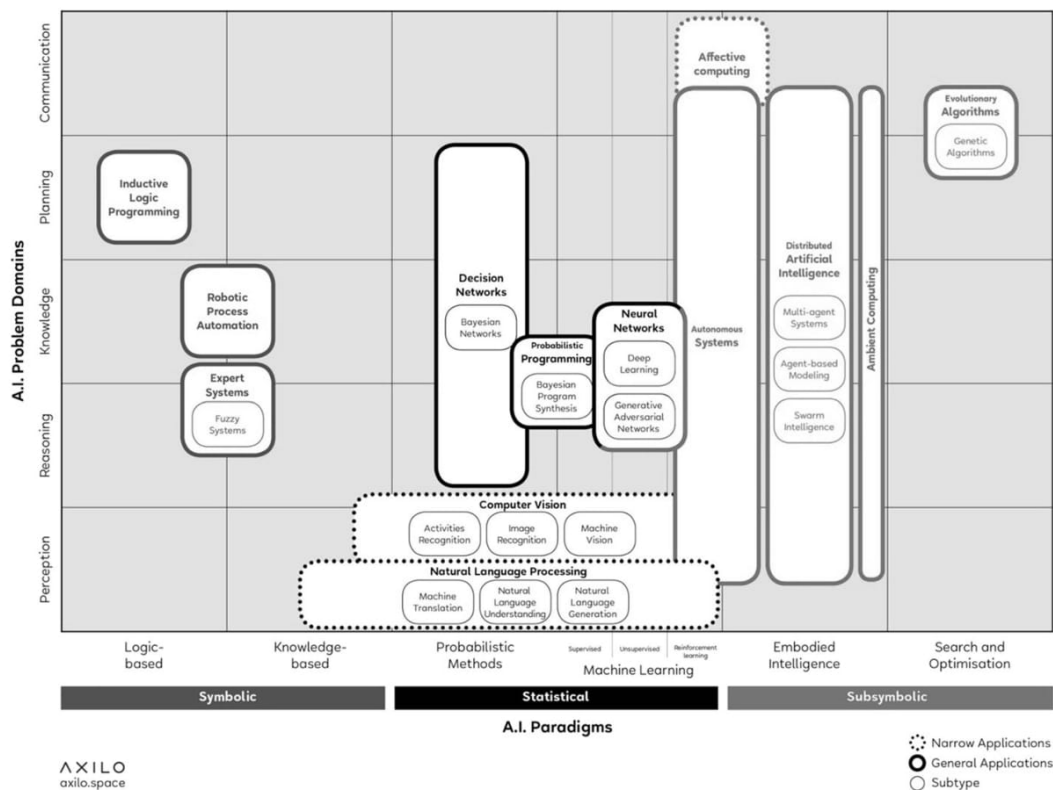 A.I. Problem Domains
Communication
Planning
Knowledge
Reasoning
Perception
Affective
computing
Evolutionary
Algorithms
Genetic
Algorithms
Inductive
Logic
Programming
Distributed
Artificial
Intelligence
Multi-agent
Systems
Agent-based
Modeling
Swarm
Intelligence
Ambient Computing
Autonomous
Systems
Decision
Networks
Bayesian
Networks
Robotic
Process
Automation
Neural
Networks
Deep
Learning
Generative
Adversarial
Networks
Probabilistic
Programming
Bayesian
Program
Synthesis
Expert
Systems
Fuzzy
Systems
Computer Vision
Activities
Recognition
Image
Recognition
Machine
Vision
Natural Language Processing
Machine
Translation
Natural
Language
Understanding
Natural
Language
Generation
Logic-
based
Knowledge-
based
Probabilistic
Methods
Supervised
Unsupervised
Reinforcement
learning
Machine Learning
Embodied
Intelligence
Search and
Optimisation
Symbolic
Statistical
Subsymbolic
A.I. Paradigms
AXILO
axilo.space
Narrow Applications
General Applications
Subtype